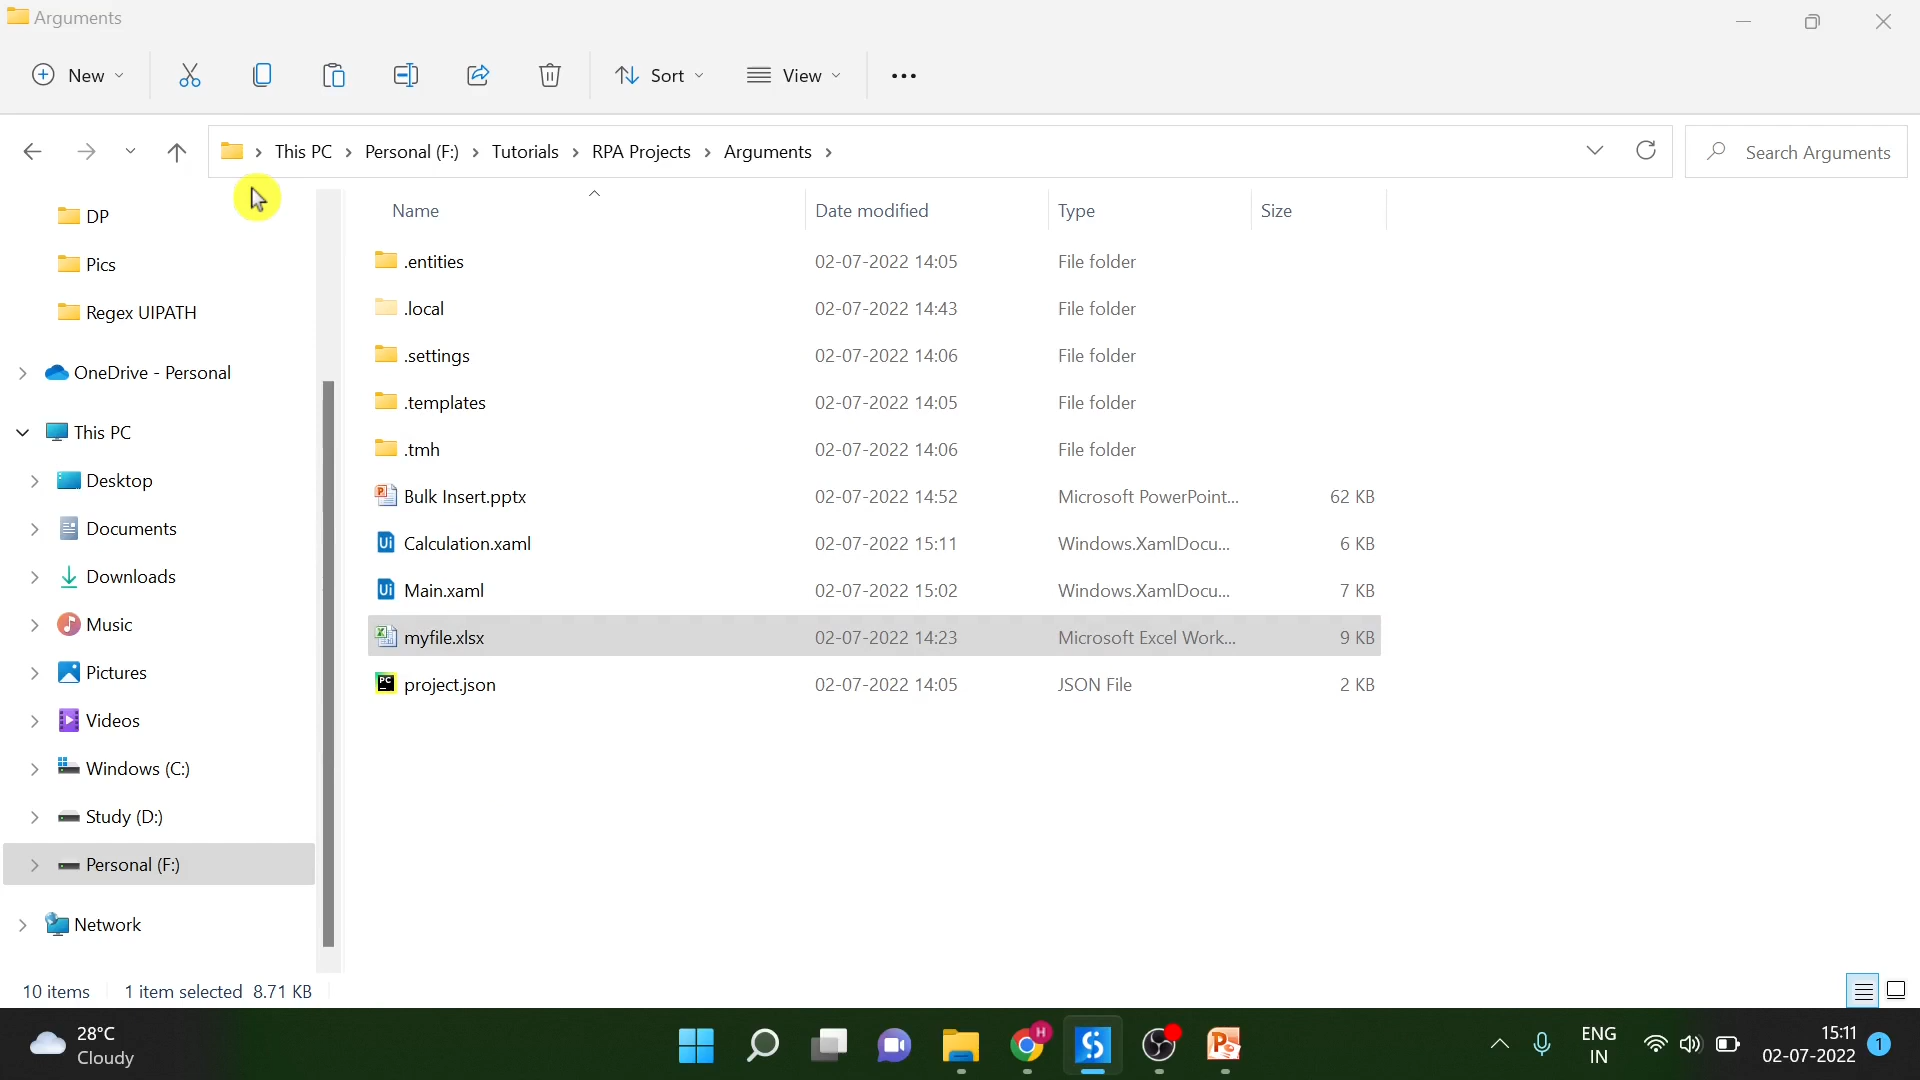 Arguments
New
Sort
View
This PC > Personal (F:) > Tutorials > RPA Projects > Arguments >
Search Arguments
DP
Pics
Regex UIPATH
OneDrive - Personal
This PC
Desktop
Documents
Downloads
Music
Pictures
Videos
Windows (C:)
Study (D:)
Personal (F:)
Network
Name Date modified Type Size
.entities 02-07-2022 14:05 File folder
.local 02-07-2022 14:43 File folder
.settings 02-07-2022 14:06 File folder
.templates 02-07-2022 14:05 File folder
.tmh 02-07-2022 14:06 File folder
Bulk Insert.pptx 02-07-2022 14:52 Microsoft PowerPoint... 62 KB
Calculation.xaml 02-07-2022 15:11 Windows.XamlDocu... 6 KB
Main.xaml 02-07-2022 15:02 Windows.XamlDocu... 7 KB
myfile.xlsx 02-07-2022 14:23 Microsoft Excel Work... 9 KB
project.json 02-07-2022 14:05 JSON File 2 KB
10 items 1 item selected 8.71 KB
28°C
Cloudy
H
ENG
IN
15:11
02-07-2022
1